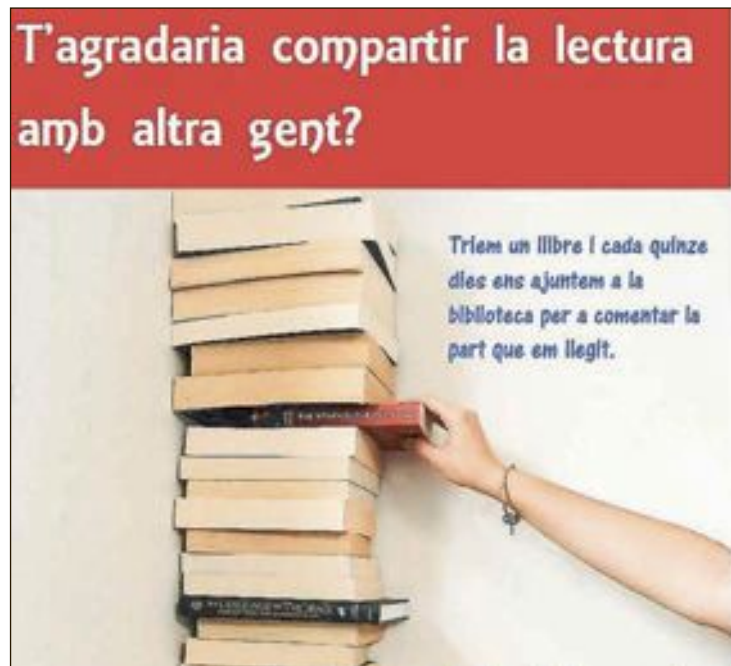 T'agradaria compartir la lectura
amb altra gent?
Triem un llibre i cada quinze
dies ens ajuntem a la
biblioteca per a comentar la
part que em llegit.